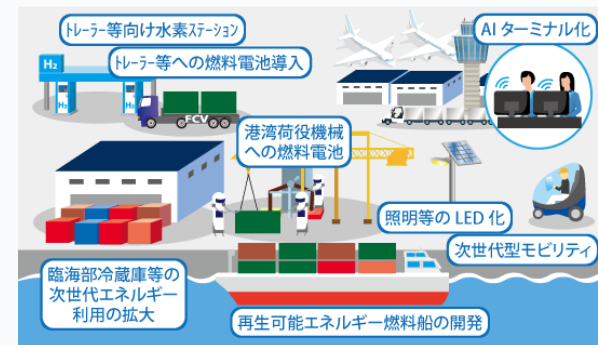 トレーラー等向け水素ステーション
AIターミナル化
H₂
トレーラー等への燃料電池導入
H₂
H₂
FCV
港湾荷役機械
への燃料電池
照明等のLED化
次世代型モビリティ
臨海部冷蔵庫等の
次世代エネルギー
利用の拡大
再生可能エネルギー燃料船の開発